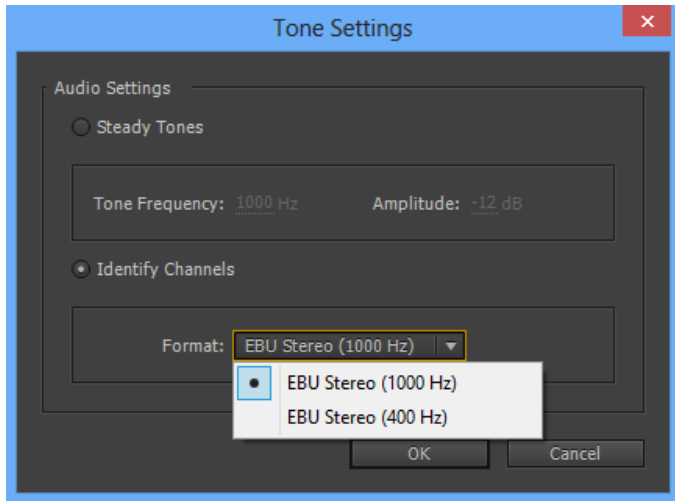 Tone Settings
Audio Settings
Steady Tones
Tone Frequency: 1000 Hz Amplitude: -12 dB
Identify Channels
Format: EBU Stereo (1000 Hz)
EBU Stereo (1000 Hz)
EBU Stereo (400 Hz)
OK Cancel